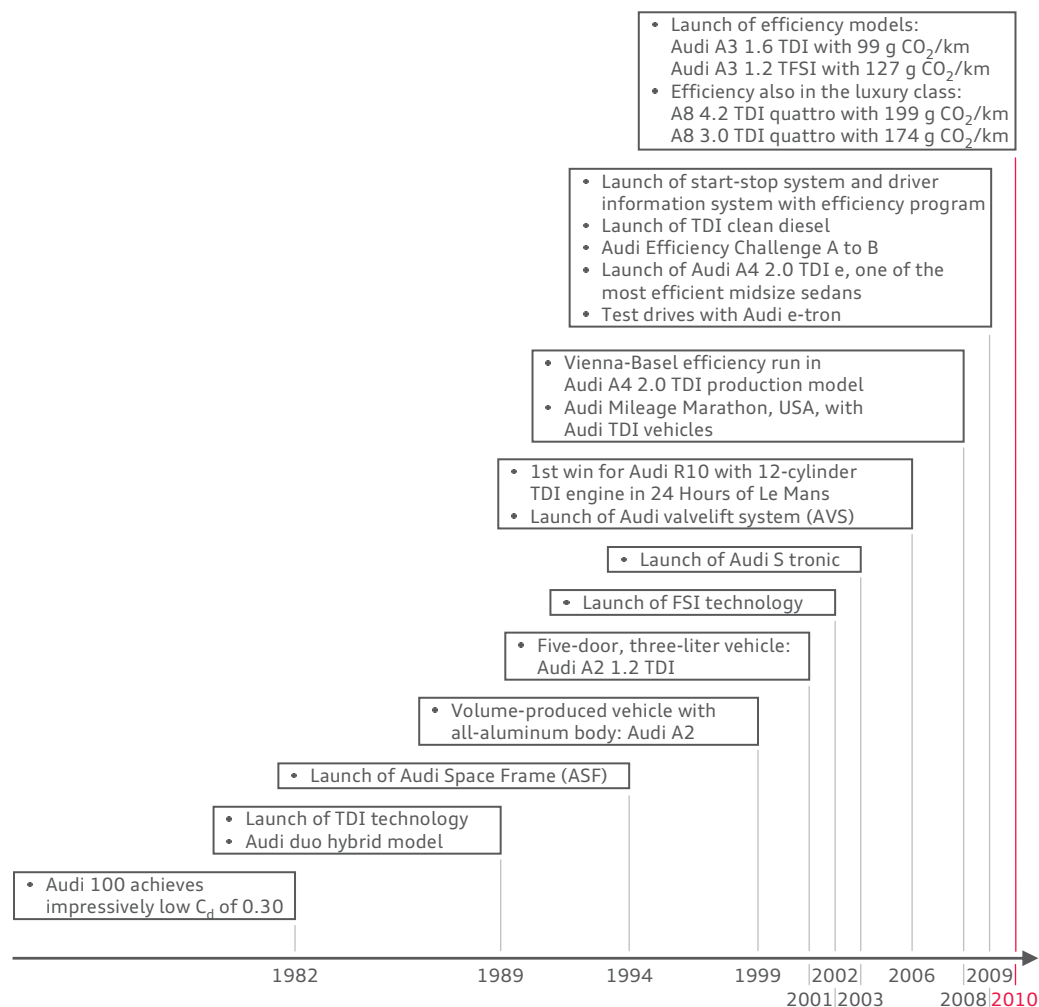 • Launch of efficiency models:
Audi A3 1.6 TDI with 99 g CO₂/km
Audi A3 1.2 TFSI with 127 g CO₂/km
• Efficiency also in the luxury class:
A8 4.2 TDI quattro with 199 g CO₂/km
A8 3.0 TDI quattro with 174 g CO₂/km
• Launch of start-stop system and driver
information system with efficiency program
• Launch of TDI clean diesel
• Audi Efficiency Challenge A to B
• Launch of Audi A4 2.0 TDI e, one of the
most efficient midsize sedans
• Test drives with Audi e-tron
• Vienna-Basel efficiency run in
Audi A4 2.0 TDI production model
• Audi Mileage Marathon, USA, with
Audi TDI vehicles
• 1st win for Audi R10 with 12-cylinder
TDI engine in 24 Hours of Le Mans
• Launch of Audi valvelift system (AVS)
• Launch of Audi S tronic
• Launch of FSI technology
• Five-door, three-liter vehicle:
Audi A2 1.2 TDI
• Volume-produced vehicle with
all-aluminum body: Audi A2
• Launch of Audi Space Frame (ASF)
• Launch of TDI technology
• Audi duo hybrid model
• Audi 100 achieves
impressively low C_d of 0.30
1982 1989 1994 1999 2002 2006 2009
2001 2003 2008 2010